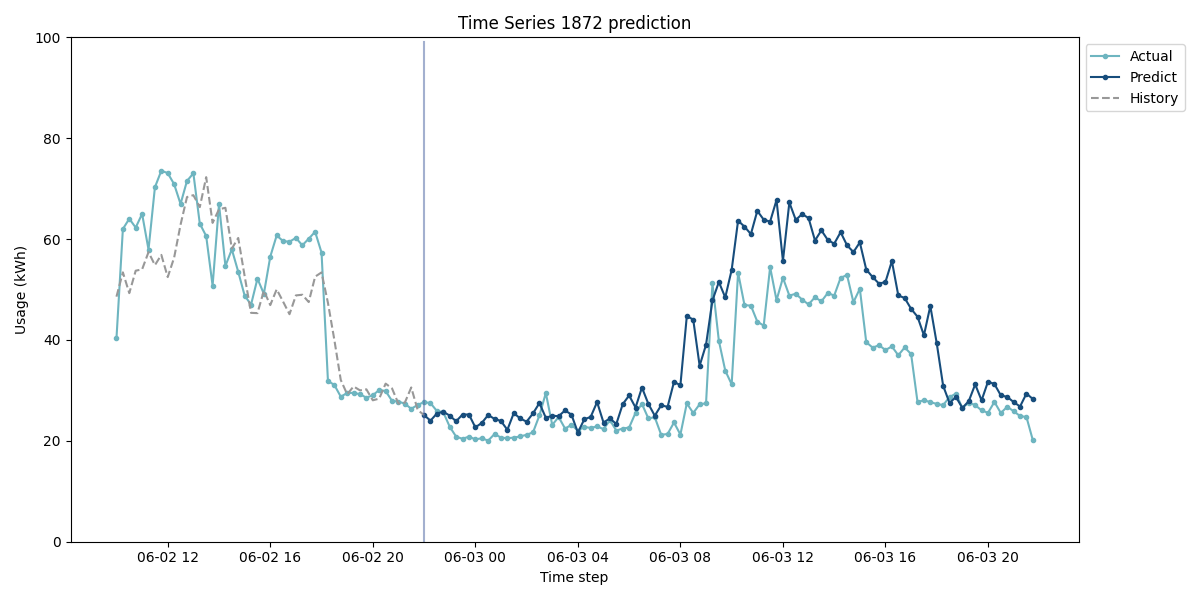 Time Series 1872 prediction
100
80
60
40
20
0
Usage (kWh)
06-02 12
06-02 16
06-02 20
06-03 00
06-03 04
06-03 08
06-03 12
06-03 16
06-03 20
Time step
Actual
Predict
History